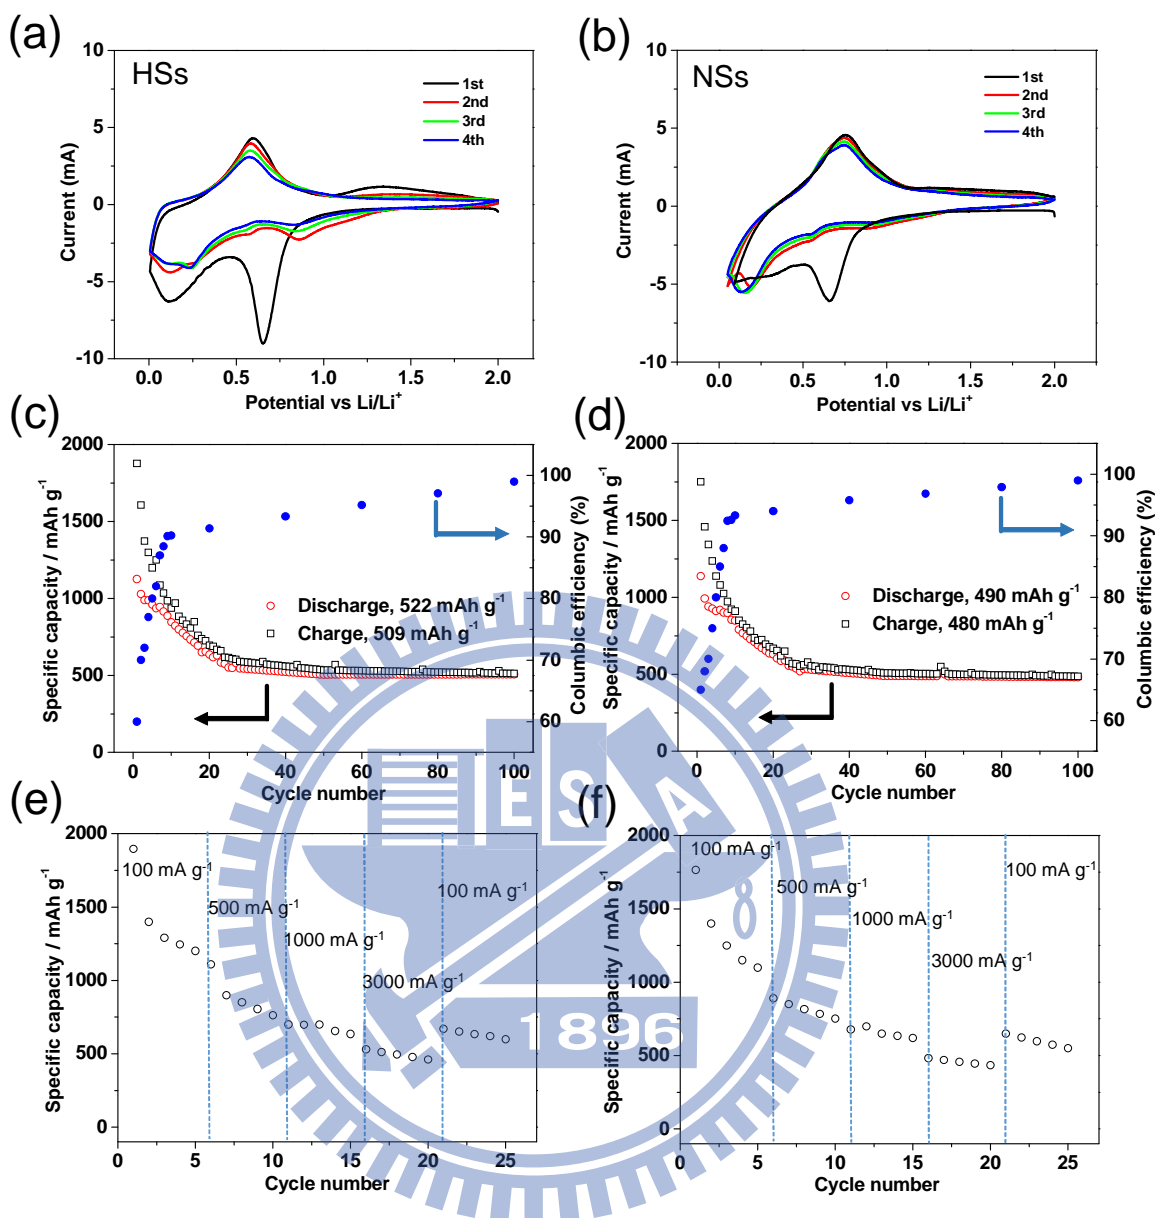 (a)
HSs
1st
2nd
3rd
4th
10
5
0
-5
-10
Current (mA)
0.0 0.5 1.0 1.5 2.0
Potential vs Li/Li+
(b)
NSs
1st
2nd
3rd
4th
10
5
0
-5
-10
Current (mA)
0.0 0.5 1.0 1.5 2.0
Potential vs Li/Li+
(c)
2000
1500
1000
500
0
Specific capacity / mAh g-1
100
90
80
70
60
Columbic efficiency (%)
Discharge, 522 mAh g-1
Charge, 509 mAh g-1
0 20 40 60 80 100
Cycle number
(d)
2000
1500
1000
500
0
Specific capacity / mAh g-1
100
90
80
70
60
Columbic efficiency (%)
Discharge, 490 mAh g-1
Charge, 480 mAh g-1
0 20 40 60 80 100
Cycle number
(e)
2000
1500
1000
500
0
Specific capacity / mAh g-1
100 mA g-1
500 mA g-1
1000 mA g-1
3000 mA g-1
100 mA g-1
0 5 10 15 20 25
Cycle number
(f)
2000
1500
1000
500
0
Specific capacity / mAh g-1
100 mA g-1
500 mA g-1
1000 mA g-1
3000 mA g-1
100 mA g-1
0 5 10 15 20 25
Cycle number
ESA
1896